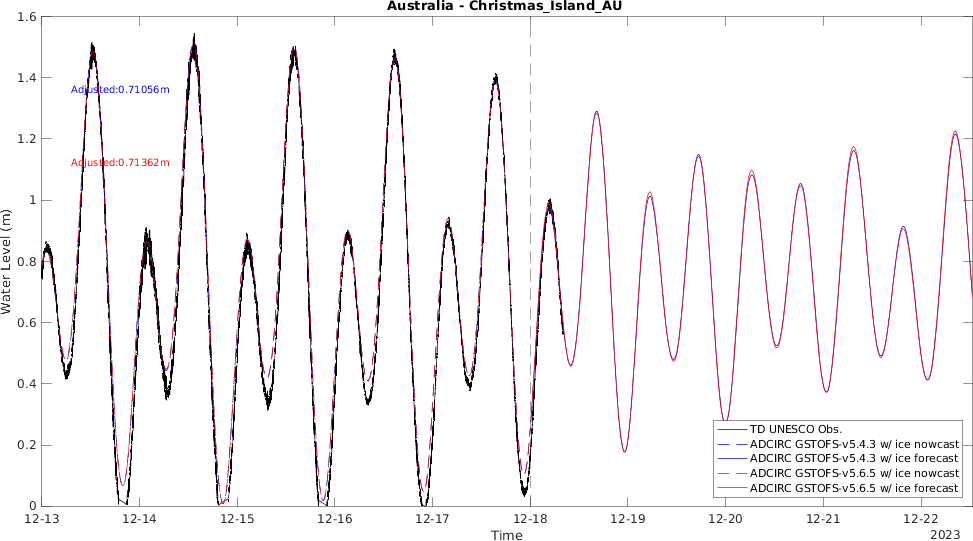 Australia - Christmas_Island_AU
1.6
1.4
Adjusted:0.71056m
1.2
Adjusted:0.71362m
1
Water Level (m)
0.8
0.6
0.4
0.2
0
TD UNESCO Obs.
ADCIRC GSTOFS-v5.4.3 w/ ice nowcast
ADCIRC GSTOFS-v5.4.3 w/ ice forecast
ADCIRC GSTOFS-v5.6.5 w/ ice nowcast
ADCIRC GSTOFS-v5.6.5 w/ ice forecast
12-13 12-14 12-15 12-16 12-17 12-18 12-19 12-20 12-21 12-22
Time
2023